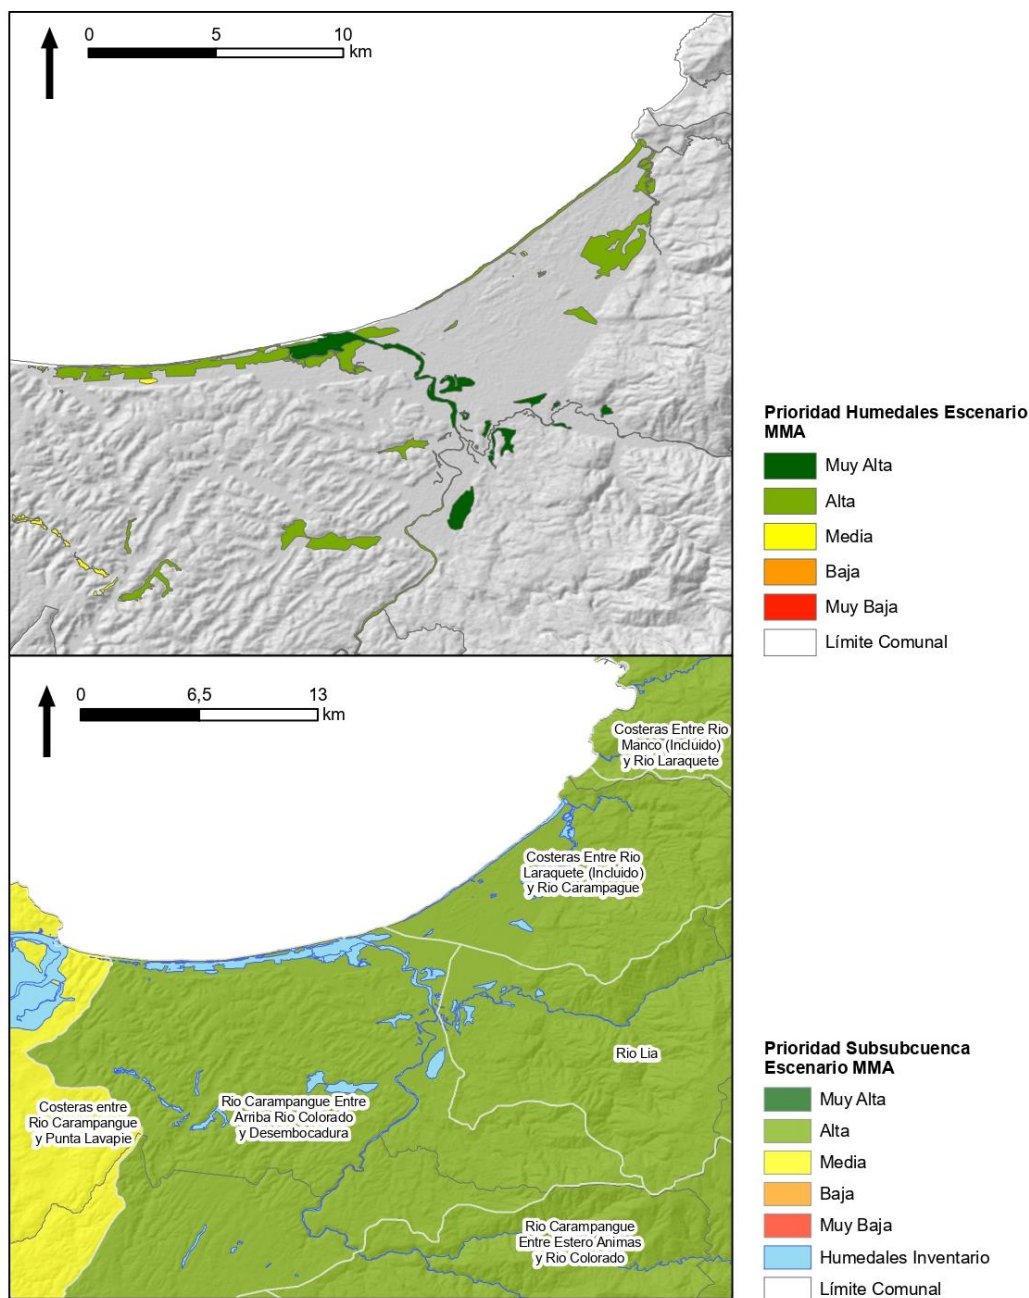 0 5 10
km
Prioridad Humedales Escenario
MMA
Muy Alta
Alta
Media
Baja
Muy Baja
Límite Comunal
0 6,5 13
km
Costeras Entre Rio
Manco (Incluido)
y Rio Laraquete
Costeras Entre Rio
Laraquete (Incluido)
y Rio Carampague
Rio Lia
Costeras entre
Rio Carampangue
y Punta Lavapie
Rio Carampangue Entre
Arriba Rio Colorado
y Desembocadura
Rio Carampangue
Entre Estero Animas
y Rio Colorado
Prioridad Subsubcuenca
Escenario MMA
Muy Alta
Alta
Media
Baja
Muy Baja
Humedales Inventario
Límite Comunal